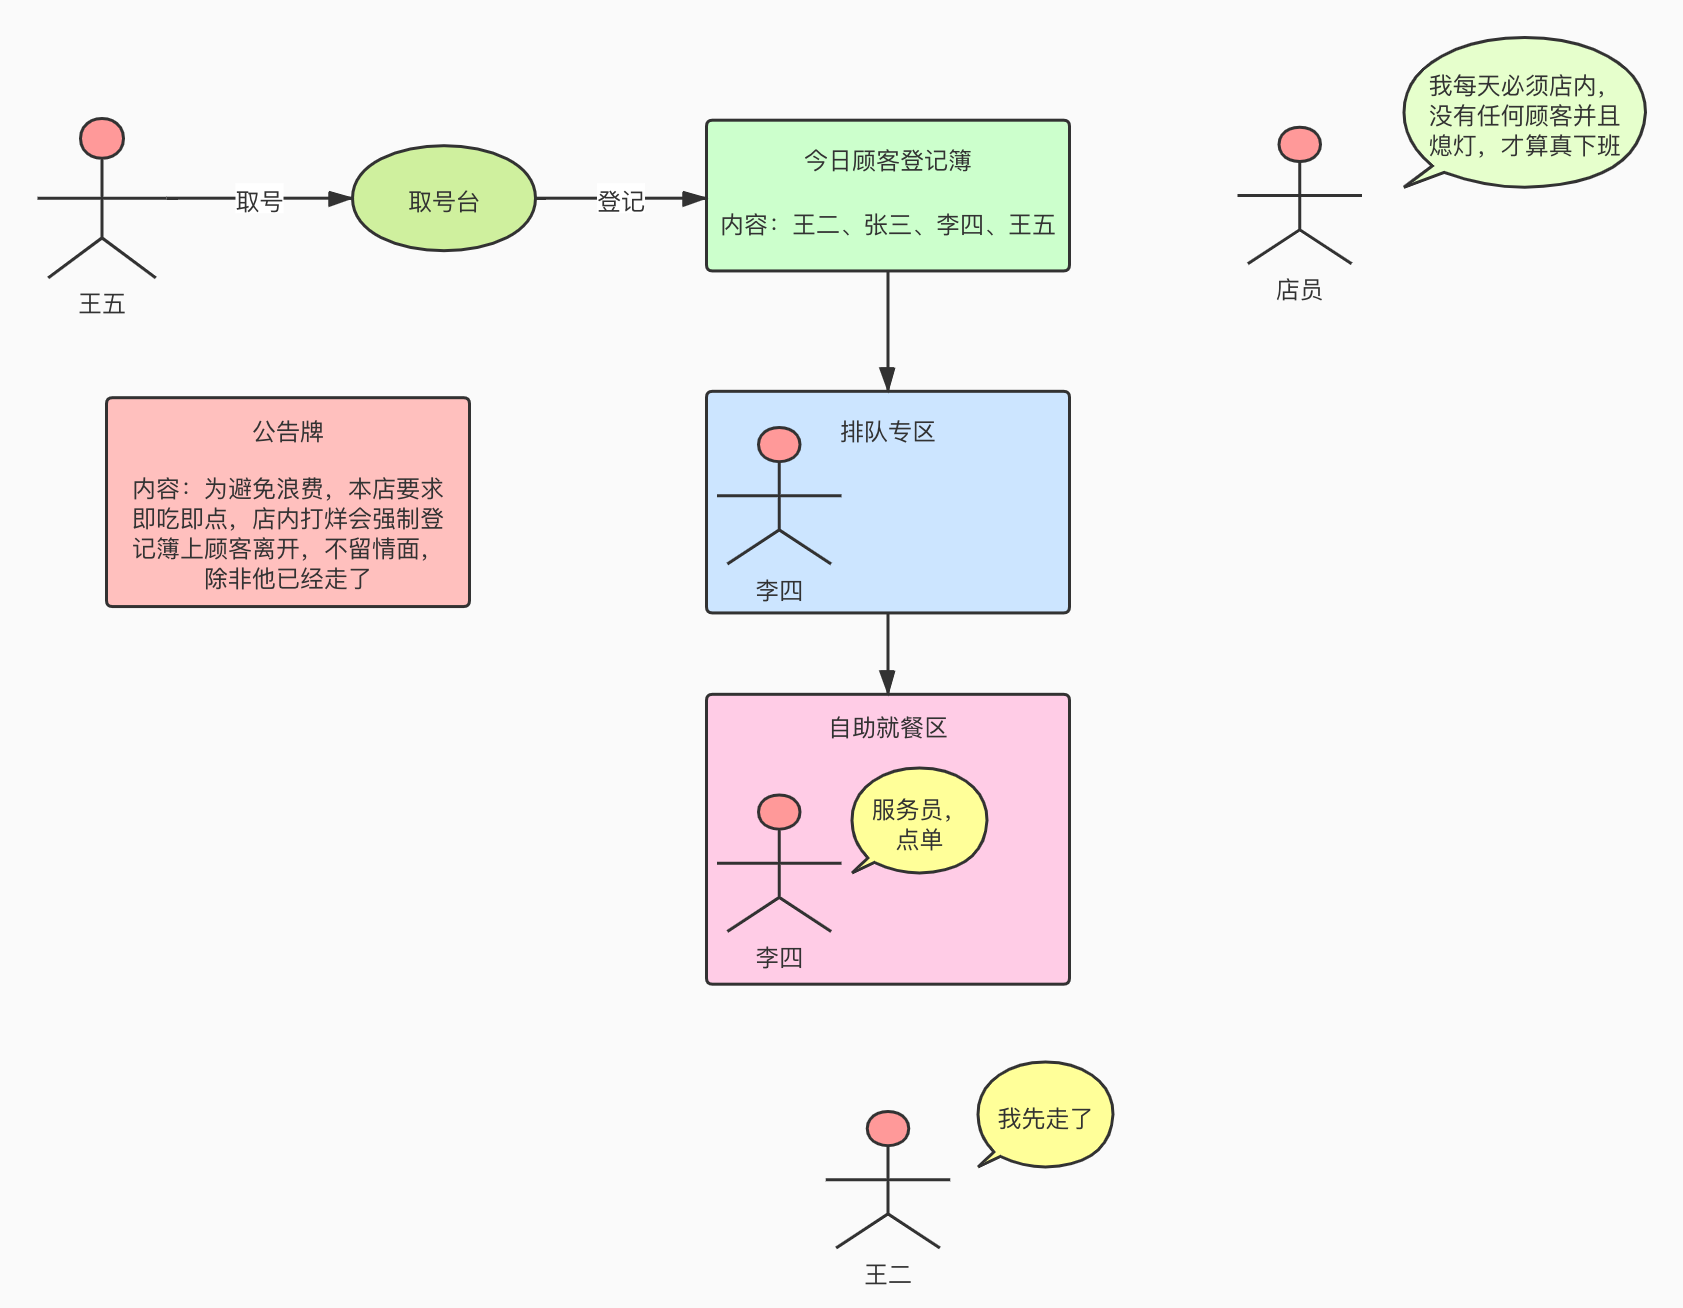 我每天必须店内，
没有任何顾客并且
熄灯，才算真下班
店员
王五
取号
取号台
登记
今日顾客登记簿
内容：王二、张三、李四、王五
公告牌
内容：为避免浪费，本店要求
即吃即点，店内打烊会强制登
记簿上顾客离开，不留情面，
除非他已经走了
排队专区
李四
自助就餐区
服务员，
点单
李四
我先走了
王二